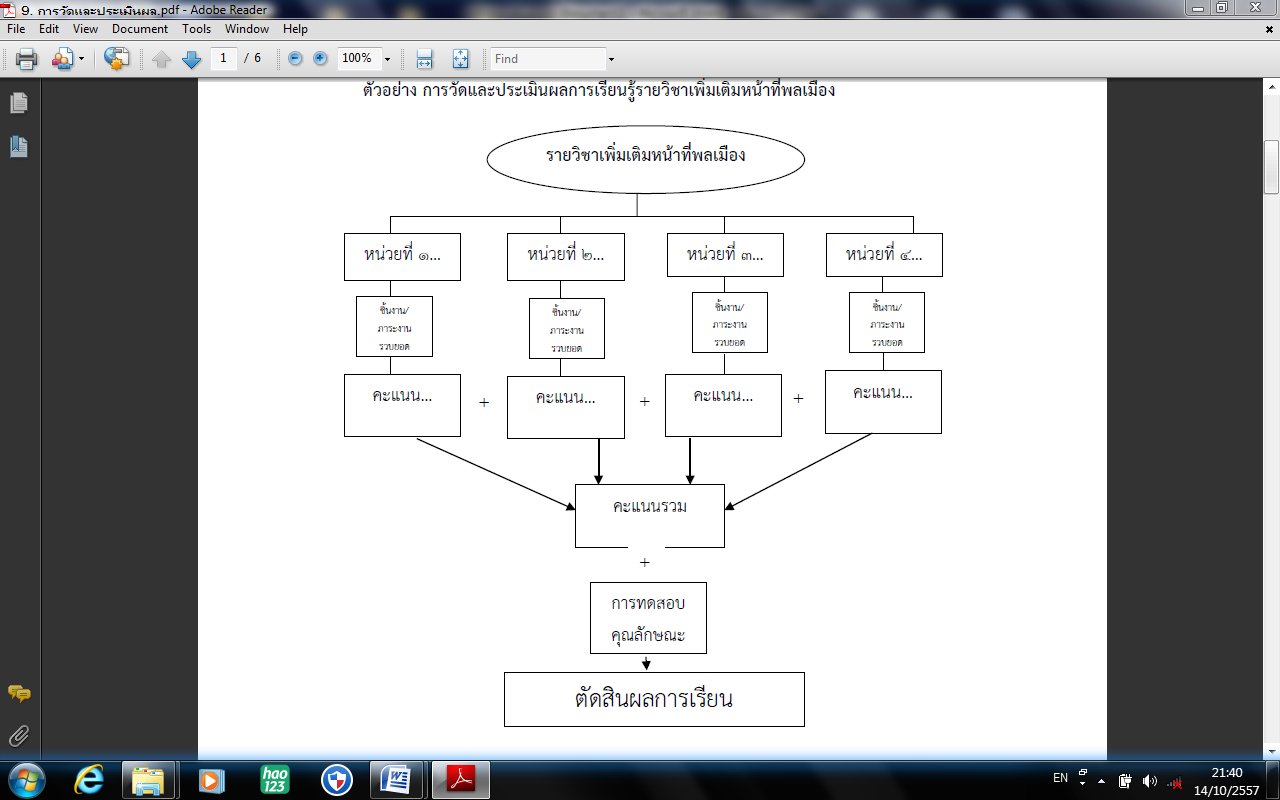 9. การวัดและประเมินผล.pdf - Adobe Reader
File Edit View Document Tools Window Help
1 / 6 100% Find
ตัวอย่าง การวัดและประเมินผลการเรียนรู้รายวิชาเพิ่มเติมหน้าที่พลเมือง
รายวิชาเพิ่มเติมหน้าที่พลเมือง
หน่วยที่ ๑... หน่วยที่ ๒... หน่วยที่ ๓... หน่วยที่ ๔...
ชิ้นงาน/ ชิ้นงาน/ ชิ้นงาน/ ชิ้นงาน/
ภาระงาน ภาระงาน ภาระงาน ภาระงาน
รวบยอด รวบยอด รวบยอด รวบยอด
คะแนน... + คะแนน... + คะแนน... + คะแนน...
คะแนนรวม
+
การทดสอบ
คุณลักษณะ
ตัดสินผลการเรียน
hao
123
EN 21:40
14/10/2557